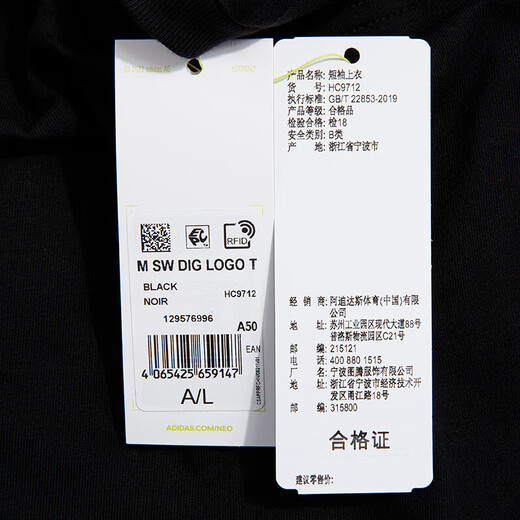 RFID
M SW DIG LOGO T
BLACK
NOIR
HC9712
129576996
A50
EAN
4 065425 659147
A/L
ADIDAS.COM/NEO
产品名称: 短袖上衣
货 号: HC9712
执行标准: GB/T 22853-2019
产品等级: 合格品
检验合格: 检18
安全类别: B类
产 地: 浙江省宁波市
经 销 商: 阿迪达斯体育(中国)有限
公司
地 址: 苏州工业园区现代大道88号
普洛斯物流园区C21号
邮 编: 215121
电 话: 400 880 1515
厂 名: 宁波图腾服饰有限公司
地 址: 浙江省宁波市经济技术开
发区甬江路18号
邮 编: 315800
合格证
建议零售价: